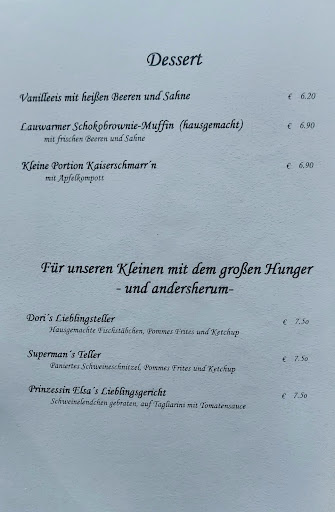 Dessert
Vanilleeis mit heißen Beeren und Sahne € 6.20
Lauwarmer Schokobrownie-Muffin (hausgemacht) € 6.90
mit frischen Beeren und Sahne
Kleine Portion Kaiserschmarr´n € 6.90
mit Apfelkompott
Für unseren Kleinen mit dem großen Hunger
- und andersherum-
Dori´s Lieblingsteller € 7.50
Hausgemachte Fischstäbchen, Pommes Frites und Ketchup
Superman´s Teller € 7.50
Paniertes Schweineschnitzel, Pommes Frites und Ketchup
Prinzessin Elsa´s Lieblingsgericht € 7.50
Schweinelendchen gebraten, auf Tagliarini mit Tomatensauce